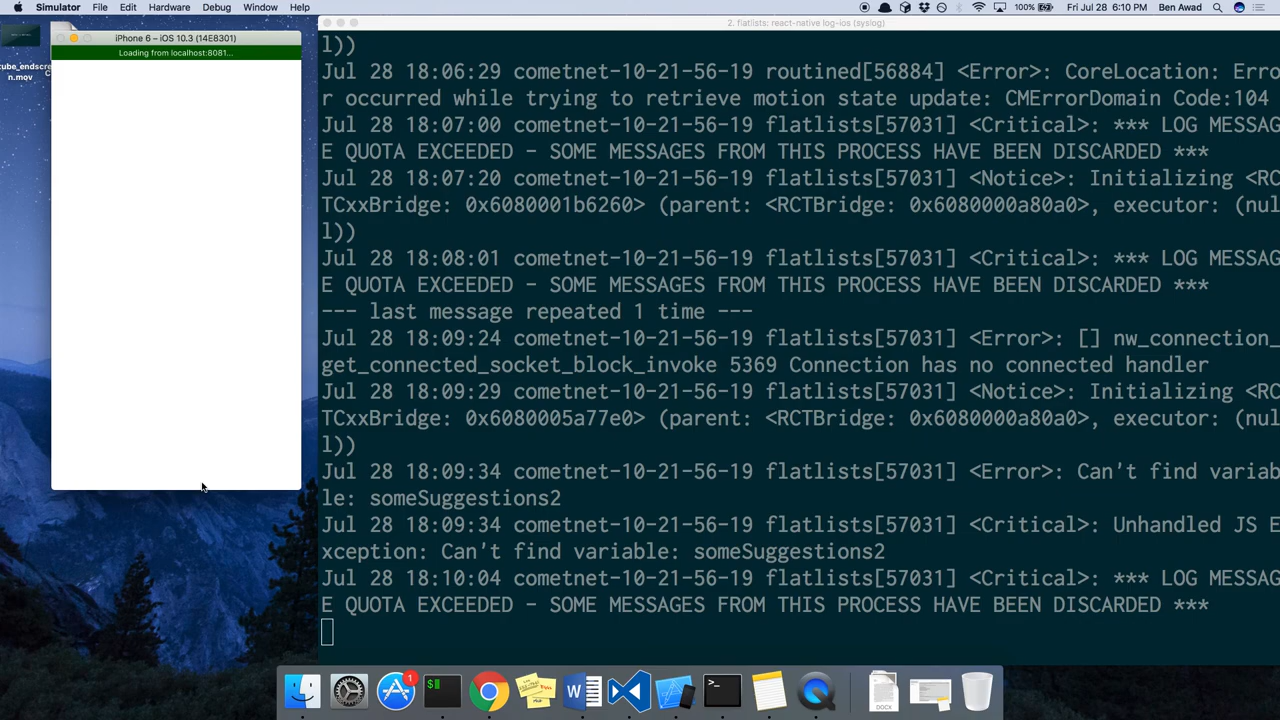 Simulator File Edit Hardware Debug Window Help
100% Fri Jul 28 6:10 PM Ben Awad
2. flatlists: react-native log-ios (syslog)
iPhone 6 – iOS 10.3 (14E8301)
Loading from localhost:8081...
n.mov
l))
Jul 28 18:06:29 cometnet-10-21-56-19 routined[56884] <Error>: CoreLocation: Erro
r occurred while trying to retrieve motion state update: CMErrorDomain Code:104
Jul 28 18:07:00 cometnet-10-21-56-19 flatlists[57031] <Critical>: *** LOG MESSAG
E QUOTA EXCEEDED – SOME MESSAGES FROM THIS PROCESS HAVE BEEN DISCARDED ***
Jul 28 18:07:20 cometnet-10-21-56-19 flatlists[57031] <Notice>: Initializing <RC
TCxxBridge: 0x6080001b6260> (parent: <RCTBridge: 0x6080000a80a0>, executor: (nul
l))
Jul 28 18:08:01 cometnet-10-21-56-19 flatlists[57031] <Critical>: *** LOG MESSAG
E QUOTA EXCEEDED – SOME MESSAGES FROM THIS PROCESS HAVE BEEN DISCARDED ***
--- last message repeated 1 time ---
Jul 28 18:09:24 cometnet-10-21-56-19 flatlists[57031] <Error>: [] nw_connection_
get_connected_socket_block_invoke 5369 Connection has no connected handler
Jul 28 18:09:29 cometnet-10-21-56-19 flatlists[57031] <Notice>: Initializing <RC
TCxxBridge: 0x6080005a77e0> (parent: <RCTBridge: 0x6080000a80a0>, executor: (nul
l))
Jul 28 18:09:34 cometnet-10-21-56-19 flatlists[57031] <Error>: Can't find variab
le: someSuggestions2
Jul 28 18:09:34 cometnet-10-21-56-19 flatlists[57031] <Critical>: Unhandled JS E
xception: Can't find variable: someSuggestions2
Jul 28 18:10:04 cometnet-10-21-56-19 flatlists[57031] <Critical>: *** LOG MESSAG
E QUOTA EXCEEDED – SOME MESSAGES FROM THIS PROCESS HAVE BEEN DISCARDED ***
1
$
W
>_
DOCX